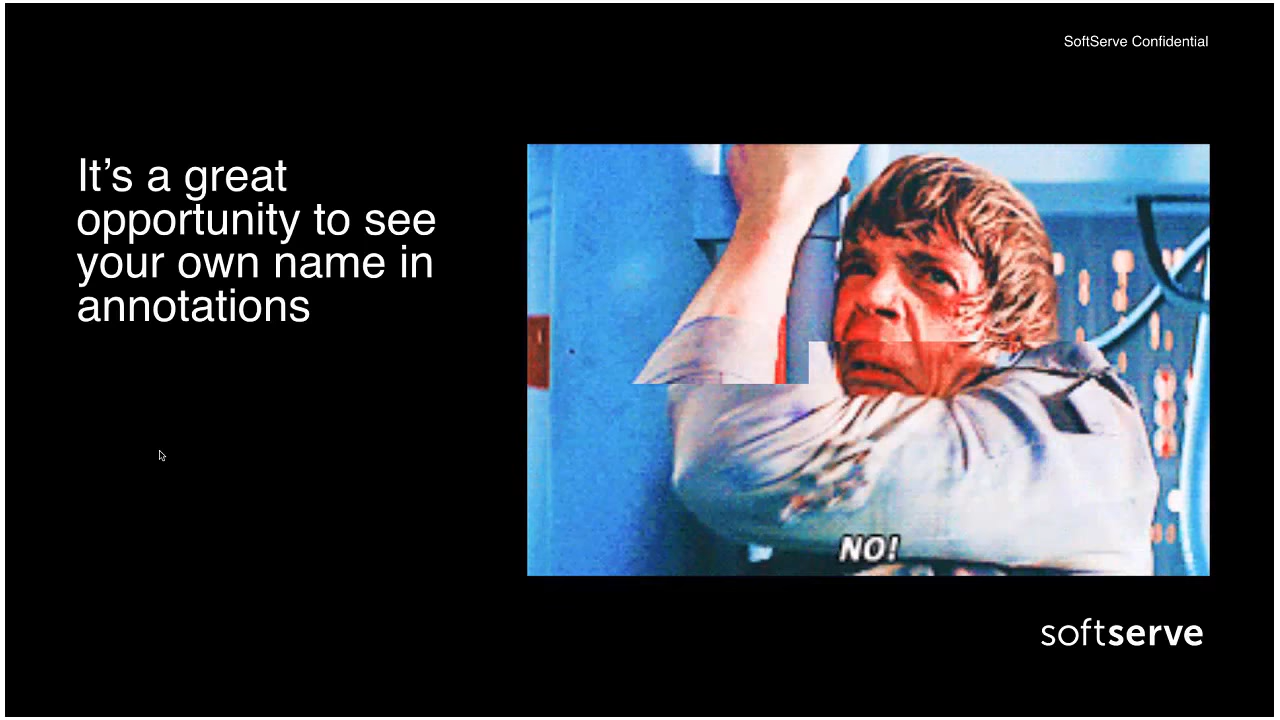 SoftServe Confidential
It’s a great
opportunity to see
your own name in
annotations
NO!
softserve